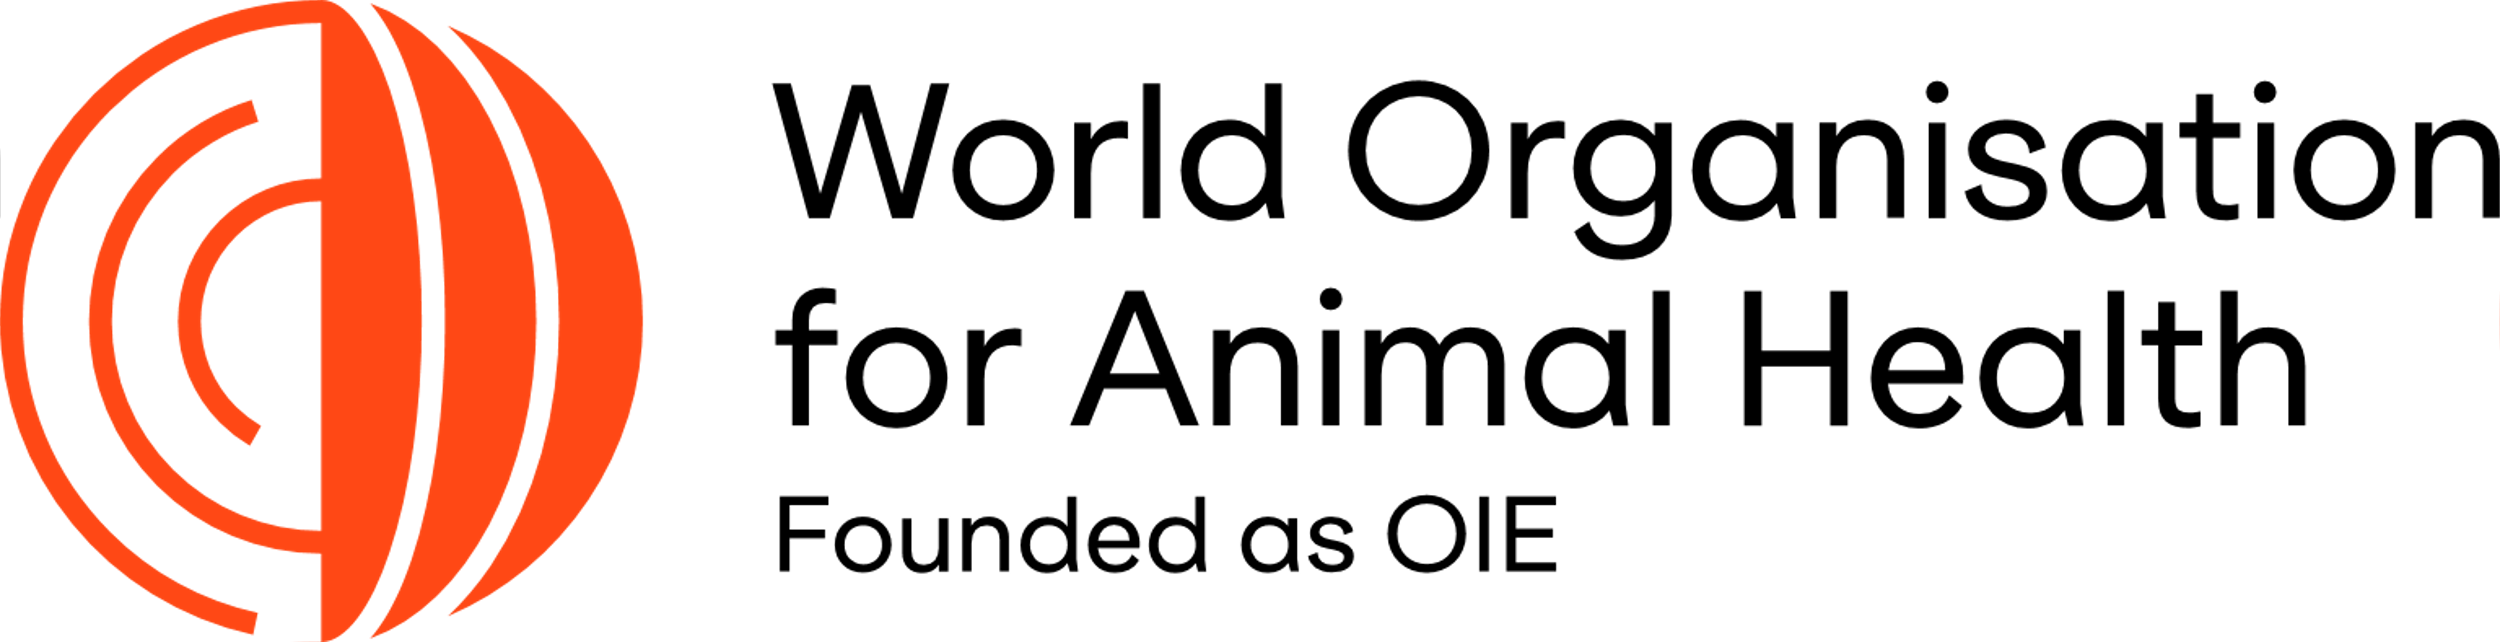 World Organisation
for Animal Health
Founded as OIE